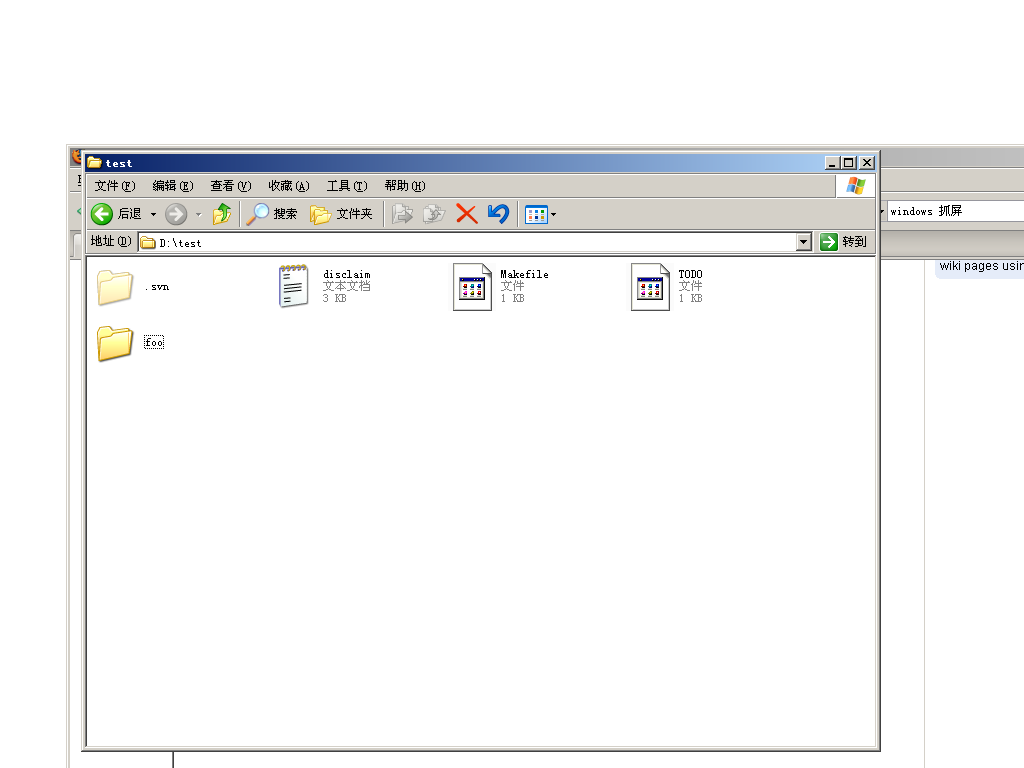 test
文件(F) 编辑(E) 查看(V) 收藏(A) 工具(T) 帮助(H)
后退 搜索 文件夹
windows 抓屏
地址(D) D:\test 转到
wiki pages usin
.svn
disclaim
文本文档
3 KB
Makefile
文件
1 KB
TODO
文件
1 KB
foo